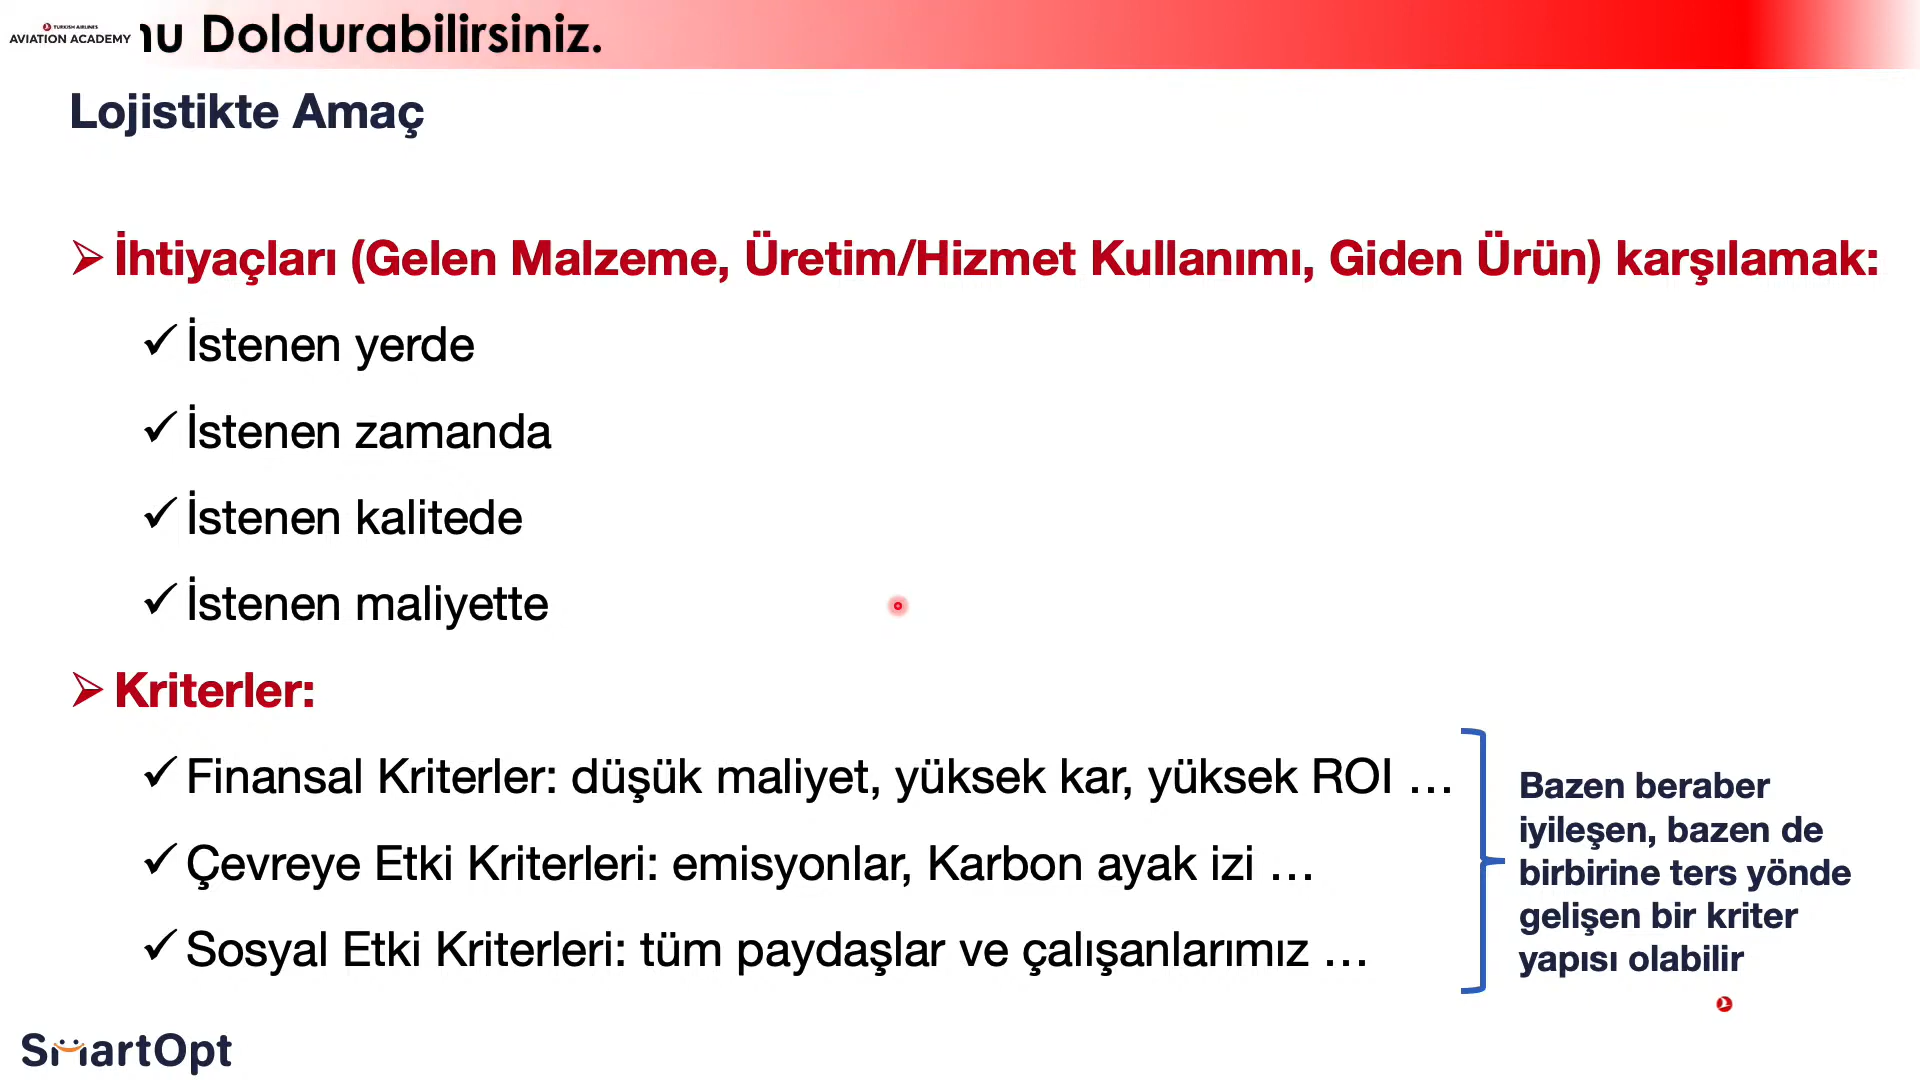 TURKISH AIRLINES
AVIATION ACADEMY
nu Doldurabilirsiniz.
Lojistikte Amaç
İhtiyaçları (Gelen Malzeme, Üretim/Hizmet Kullanımı, Giden Ürün) karşılamak:
İstenen yerde
İstenen zamanda
İstenen kalitede
İstenen maliyette
Kriterler:
Finansal Kriterler: düşük maliyet, yüksek kar, yüksek ROI …
Çevreye Etki Kriterleri: emisyonlar, Karbon ayak izi …
Sosyal Etki Kriterleri: tüm paydaşlar ve çalışanlarımız …
Bazen beraber
iyileşen, bazen de
birbirine ters yönde
gelişen bir kriter
yapısı olabilir
SmartOpt